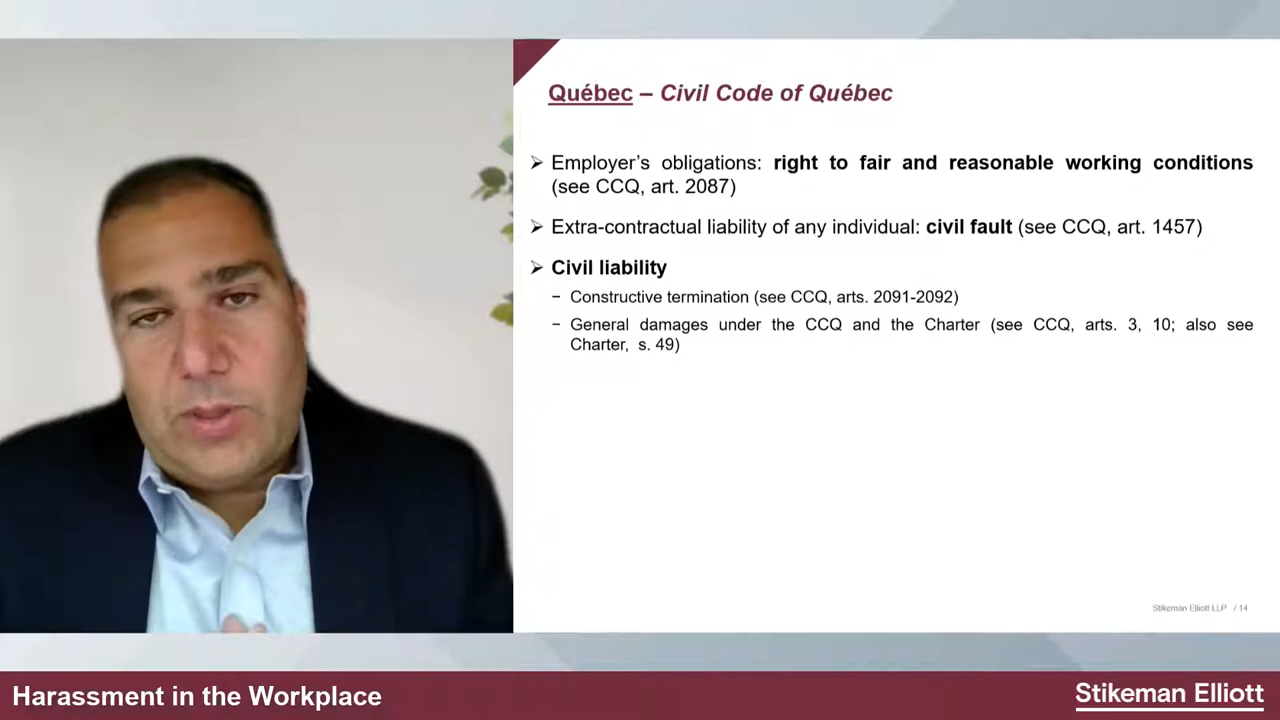 Québec – Civil Code of Québec
➢ Employer’s obligations: right to fair and reasonable working conditions
(see CCQ, art. 2087)
➢ Extra-contractual liability of any individual: civil fault (see CCQ, art. 1457)
➢ Civil liability
− Constructive termination (see CCQ, arts. 2091-2092)
− General damages under the CCQ and the Charter (see CCQ, arts. 3, 10; also see
Charter, s. 49)
Stikeman Elliott LLP / 14
Harassment in the Workplace
Stikeman Elliott